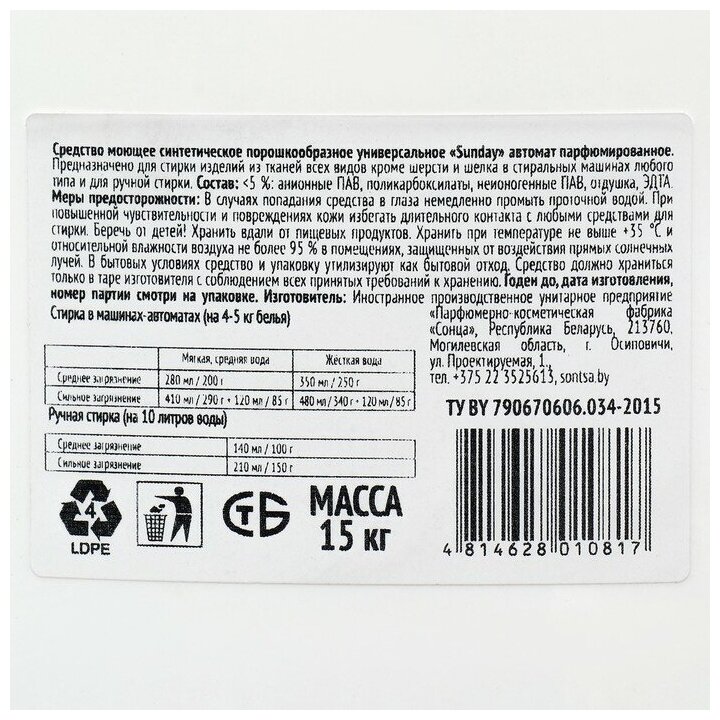 Средство моющее синтетическое порошкообразное универсальное «Sunday» автомат парфюмированное.
Предназначено для стирки изделий из тканей всех видов кроме шерсти и шелка в стиральных машинах любого
типа и для ручной стирки. Состав: <5 %: анионные ПАВ, поликарбоксилаты, неионогенные ПАВ, отдушка, ЭДТА.
Меры предосторожности: В случаях попадания средства в глаза немедленно промыть проточной водой. При
повышенной чувствительности и повреждениях кожи избегать длительного контакта с любыми средствами для
стирки. Беречь от детей! Хранить вдали от пищевых продуктов. Хранить при температуре не выше +35 °С и
относительной влажности воздуха не более 95 % в помещениях, защищенных от воздействия прямых солнечных
лучей. В бытовых условиях средство и упаковку утилизируют как бытовой отход. Средство должно храниться
только в таре изготовителя с соблюдением всех принятых требований к хранению. Годен до, дата изготовления,
номер партии смотри на упаковке. Изготовитель: Иностранное производственное унитарное предприятие
«Парфюмерно-косметическая фабрика
«Сонца», Республика Беларусь, 213760,
Могилевская область, г. Осиповичи,
ул. Проектируемая, 1,
тел. +375 22 3525613, sontsa.by
Стирка в машинах-автоматах (на 4-5 кг белья)
Мягкая, средняя вода Жёсткая вода
Среднее загрязнение 280 мл / 200 г 350 мл / 250 г
Сильное загрязнение 410 мл / 290 г + 120 мл / 85 г 480 мл / 340 г + 120 мл / 85 г
Ручная стирка (на 10 литров воды)
Среднее загрязнение 140 мл / 100 г
Сильное загрязнение 210 мл / 150 г
ТУ BY 790670606.034-2015
4
LDPE
СТБ
МАССА
15 кг
4 814628 010817